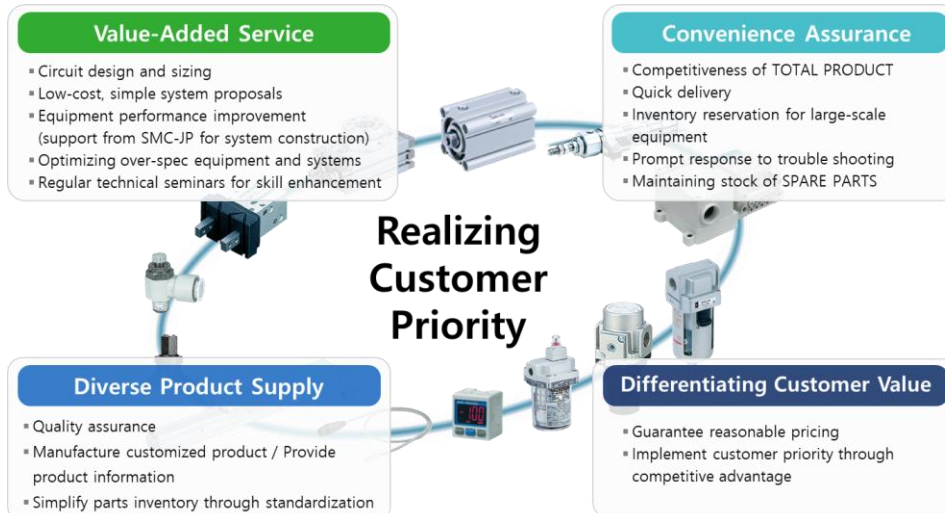 Value-Added Service
▪ Circuit design and sizing
▪ Low-cost, simple system proposals
▪ Equipment performance improvement
(support from SMC-JP for system construction)
▪ Optimizing over-spec equipment and systems
▪ Regular technical seminars for skill enhancement
Convenience Assurance
▪ Competitiveness of TOTAL PRODUCT
▪ Quick delivery
▪ Inventory reservation for large-scale
equipment
▪ Prompt response to trouble shooting
▪ Maintaining stock of SPARE PARTS
Realizing
Customer
Priority
-100
Diverse Product Supply
▪ Quality assurance
▪ Manufacture customized product / Provide
product information
▪ Simplify parts inventory through standardization
Differentiating Customer Value
▪ Guarantee reasonable pricing
▪ Implement customer priority through
competitive advantage